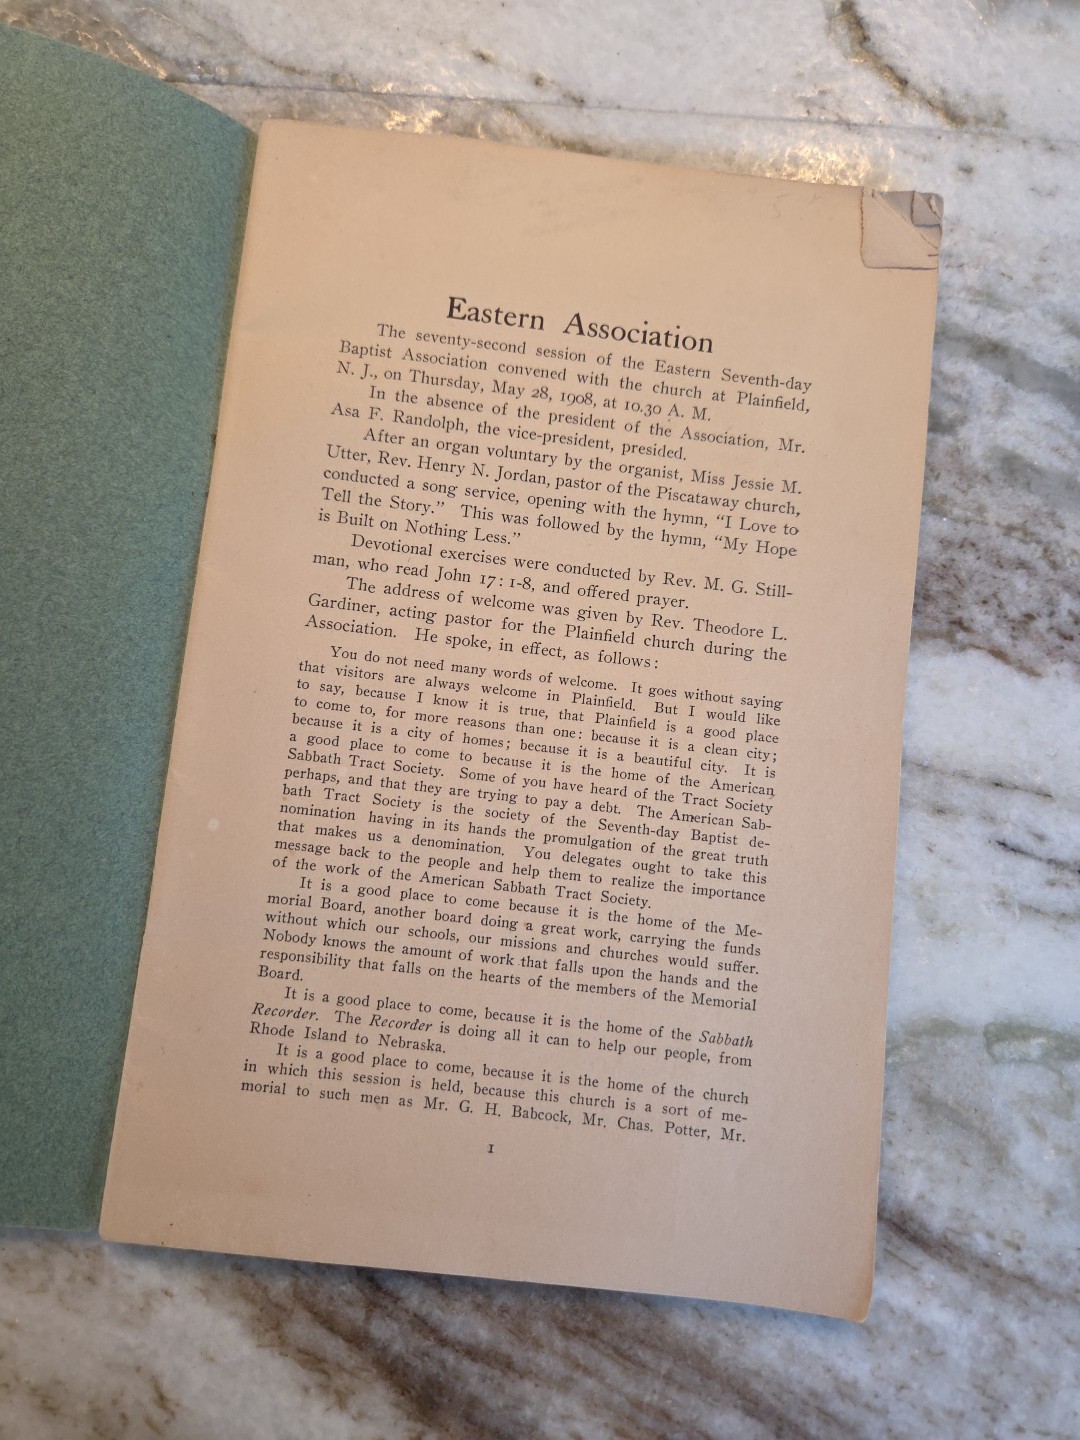 Eastern Association
The seventy-second session of the Eastern Seventh-day
Baptist Association convened with the church at Plainfield,
N. J., on Thursday, May 28, 1908, at 10.30 A. M.
In the absence of the president of the Association, Mr.
Asa F. Randolph, the vice-president, presided.
After an organ voluntary by the organist, Miss Jessie M.
Utter, Rev. Henry N. Jordan, pastor of the Piscataway church,
conducted a song service, opening with the hymn, "I Love to
Tell the Story." This was followed by the hymn, "My Hope
is Built on Nothing Less."
Devotional exercises were conducted by Rev. M. G. Still-
man, who read John 17: 1-8, and offered prayer.
The address of welcome was given by Rev. Theodore L.
Gardiner, acting pastor for the Plainfield church during the
Association. He spoke, in effect, as follows:
You do not need many words of welcome. It goes without saying
that visitors are always welcome in Plainfield. But I would like
to say, because I know it is true, that Plainfield is a good place
to come to, for more reasons than one: because it is a clean city;
because it is a city of homes; because it is a beautiful city. It is
a good place to come to because it is the home of the American
Sabbath Tract Society. Some of you have heard of the Tract Society
perhaps, and that they are trying to pay a debt. The American Sab-
bath Tract Society is the society of the Seventh-day Baptist de-
nomination having in its hands the promulgation of the great truth
that makes us a denomination. You delegates ought to take this
message back to the people and help them to realize the importance
of the work of the American Sabbath Tract Society.
It is a good place to come because it is the home of the Me-
morial Board, another board doing a great work, carrying the funds
without which our schools, our missions and churches would suffer.
Nobody knows the amount of work that falls upon the hands and the
responsibility that falls on the hearts of the members of the Memorial
Board.
It is a good place to come, because it is the home of the Sabbath
Recorder. The Recorder is doing all it can to help our people, from
Rhode Island to Nebraska.
It is a good place to come, because it is the home of the church
in which this session is held, because this church is a sort of me-
morial to such men as Mr. G. H. Babcock, Mr. Chas. Potter, Mr.
1